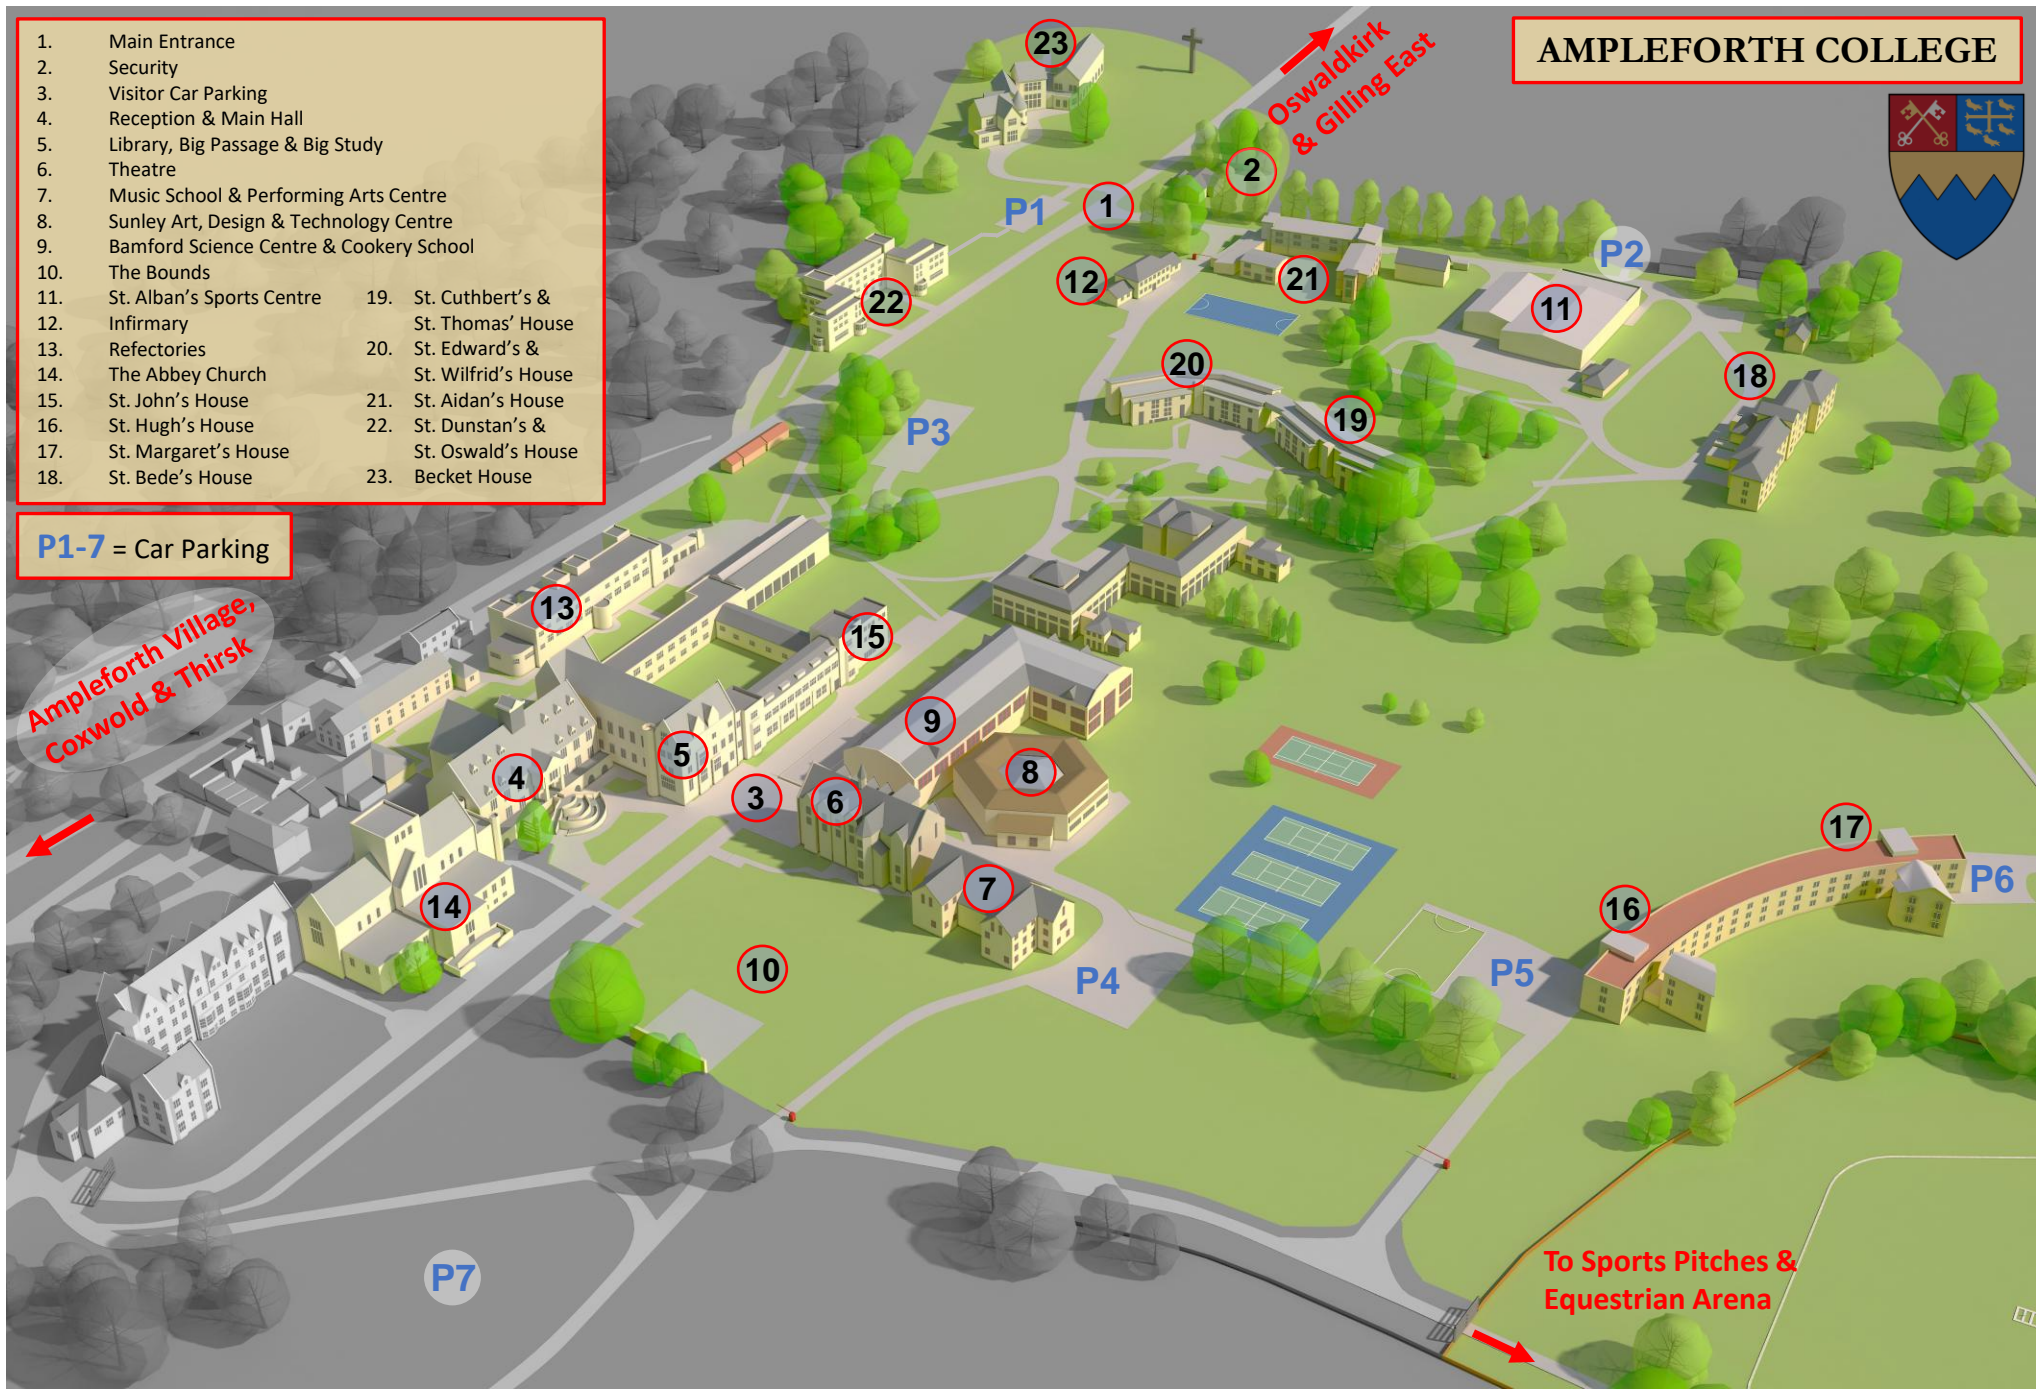 1. Main Entrance
2. Security
3. Visitor Car Parking
4. Reception & Main Hall
5. Library, Big Passage & Big Study
6. Theatre
7. Music School & Performing Arts Centre
8. Sunley Art, Design & Technology Centre
9. Bamford Science Centre & Cookery School
10. The Bounds
11. St. Alban's Sports Centre
12. Infirmary
13. Refectories
14. The Abbey Church
15. St. John's House
16. St. Hugh's House
17. St. Margaret's House
18. St. Bede's House
19. St. Cuthbert's &
St. Thomas' House
20. St. Edward's &
St. Wilfrid's House
21. St. Aidan's House
22. St. Dunstan's &
St. Oswald's House
23. Becket House
P1-7 = Car Parking
AMPLEFORTH COLLEGE
Oswaldkirk
& Gilling East
23
2
1
P1
P2
12
21
22
11
20
18
19
P3
13
15
Ampleforth Village,
Coxwold & Thirsk
9
5
4
3
6
8
17
7
P6
14
16
10
P4
P5
P7
To Sports Pitches &
Equestrian Arena